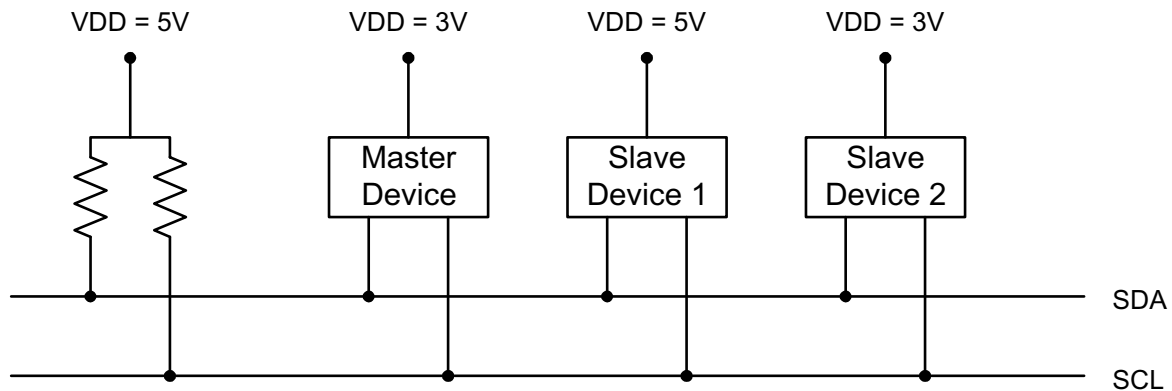 VDD = 5V
VDD = 3V
VDD = 5V
VDD = 3V
Master
Device
Slave
Device 1
Slave
Device 2
SDA
SCL